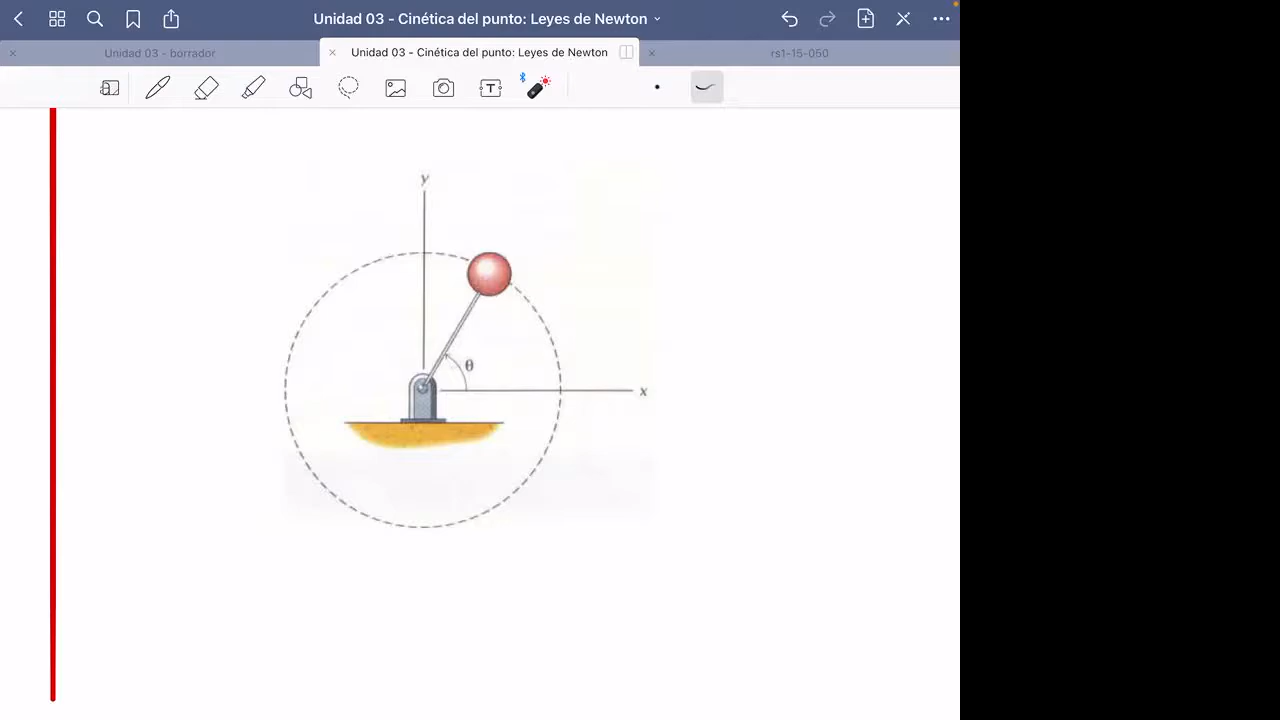 Unidad 03 - Cinética del punto: Leyes de Newton
Unidad 03 - borrador
Unidad 03 - Cinética del punto: Leyes de Newton
rs1-15-050
T
y
θ
x